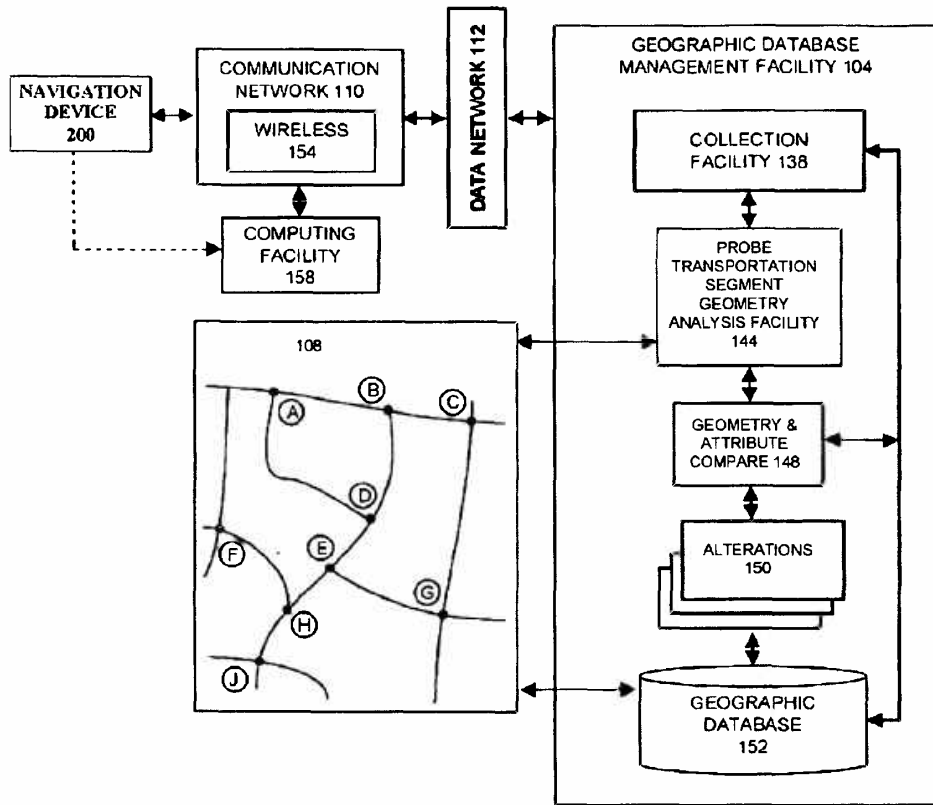 NAVIGATION
DEVICE
200
COMMUNICATION
NETWORK 110
WIRELESS
154
COMPUTING
FACILITY
158
DATA NETWORK 112
GEOGRAPHIC DATABASE
MANAGEMENT FACILITY 104
COLLECTION
FACILITY 138
PROBE
TRANSPORTATION
SEGMENT
GEOMETRY
ANALYSIS FACILITY
144
GEOMETRY &
ATTRIBUTE
COMPARE 148
ALTERATIONS
150
GEOGRAPHIC
DATABASE
152
108
A
B
C
D
E
F
G
H
J